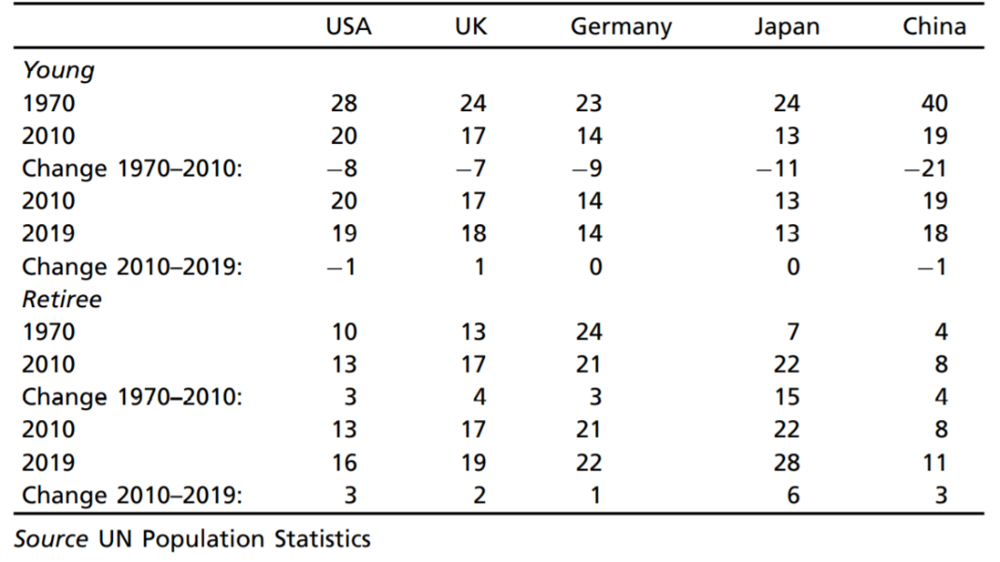 USA UK Germany Japan China
Young
1970 28 24 23 24 40
2010 20 17 14 13 19
Change 1970–2010: −8 −7 −9 −11 −21
2010 20 17 14 13 19
2019 19 18 14 13 18
Change 2010–2019: −1 1 0 0 −1
Retiree
1970 10 13 24 7 4
2010 13 17 21 22 8
Change 1970–2010: 3 4 3 15 4
2010 13 17 21 22 8
2019 16 19 22 28 11
Change 2010–2019: 3 2 1 6 3
Source UN Population Statistics